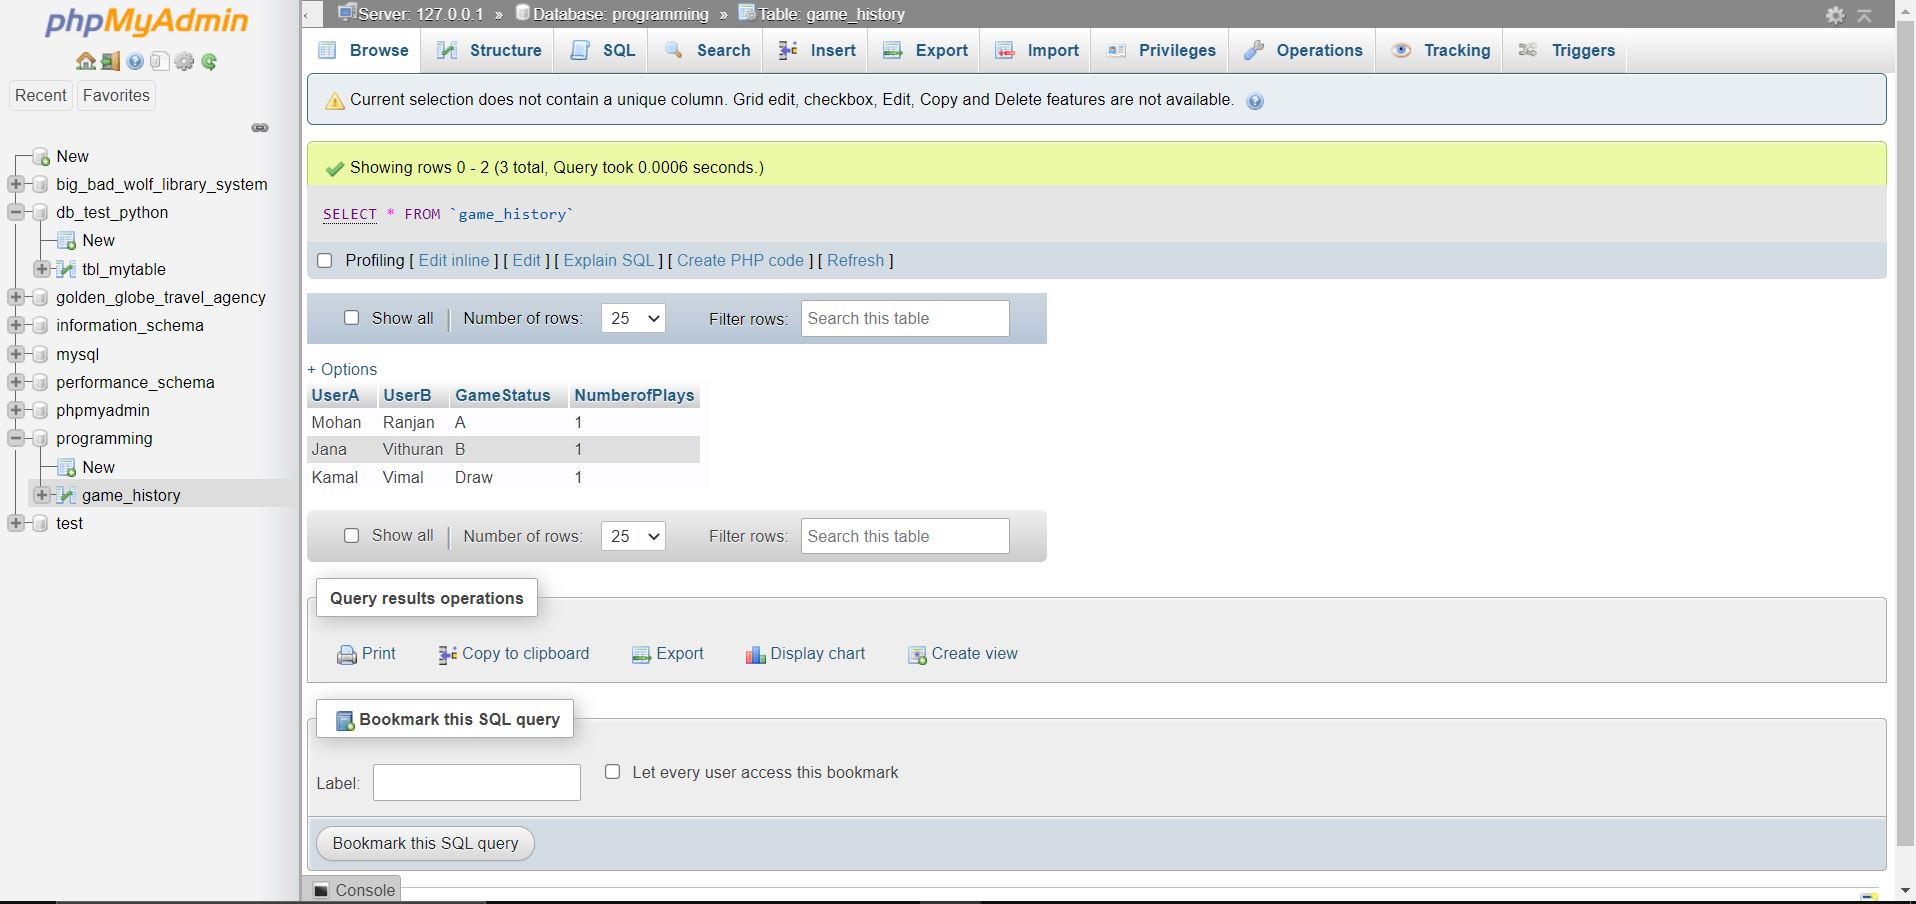 phpMyAdmin
Recent
Favorites
New
big_bad_wolf_library_system
db_test_python
New
tbl_mytable
golden_globe_travel_agency
information_schema
mysql
performance_schema
phpmyadmin
programming
New
game_history
test
Server: 127.0.0.1 » Database: programming » Table: game_history
Browse Structure SQL Search Insert Export Import Privileges Operations Tracking Triggers
Current selection does not contain a unique column. Grid edit, checkbox, Edit, Copy and Delete features are not available.
Showing rows 0 - 2 (3 total, Query took 0.0006 seconds.)
SELECT * FROM `game_history`
Profiling [ Edit inline ] [ Edit ] [ Explain SQL ] [ Create PHP code ] [ Refresh ]
Show all | Number of rows: 25 Filter rows: Search this table
+ Options
UserA UserB GameStatus NumberofPlays
Mohan Ranjan A 1
Jana Vithuran B 1
Kamal Vimal Draw 1
Show all | Number of rows: 25 Filter rows: Search this table
Query results operations
Print Copy to clipboard Export Display chart Create view
Bookmark this SQL query
Label: Let every user access this bookmark
Bookmark this SQL query
Console